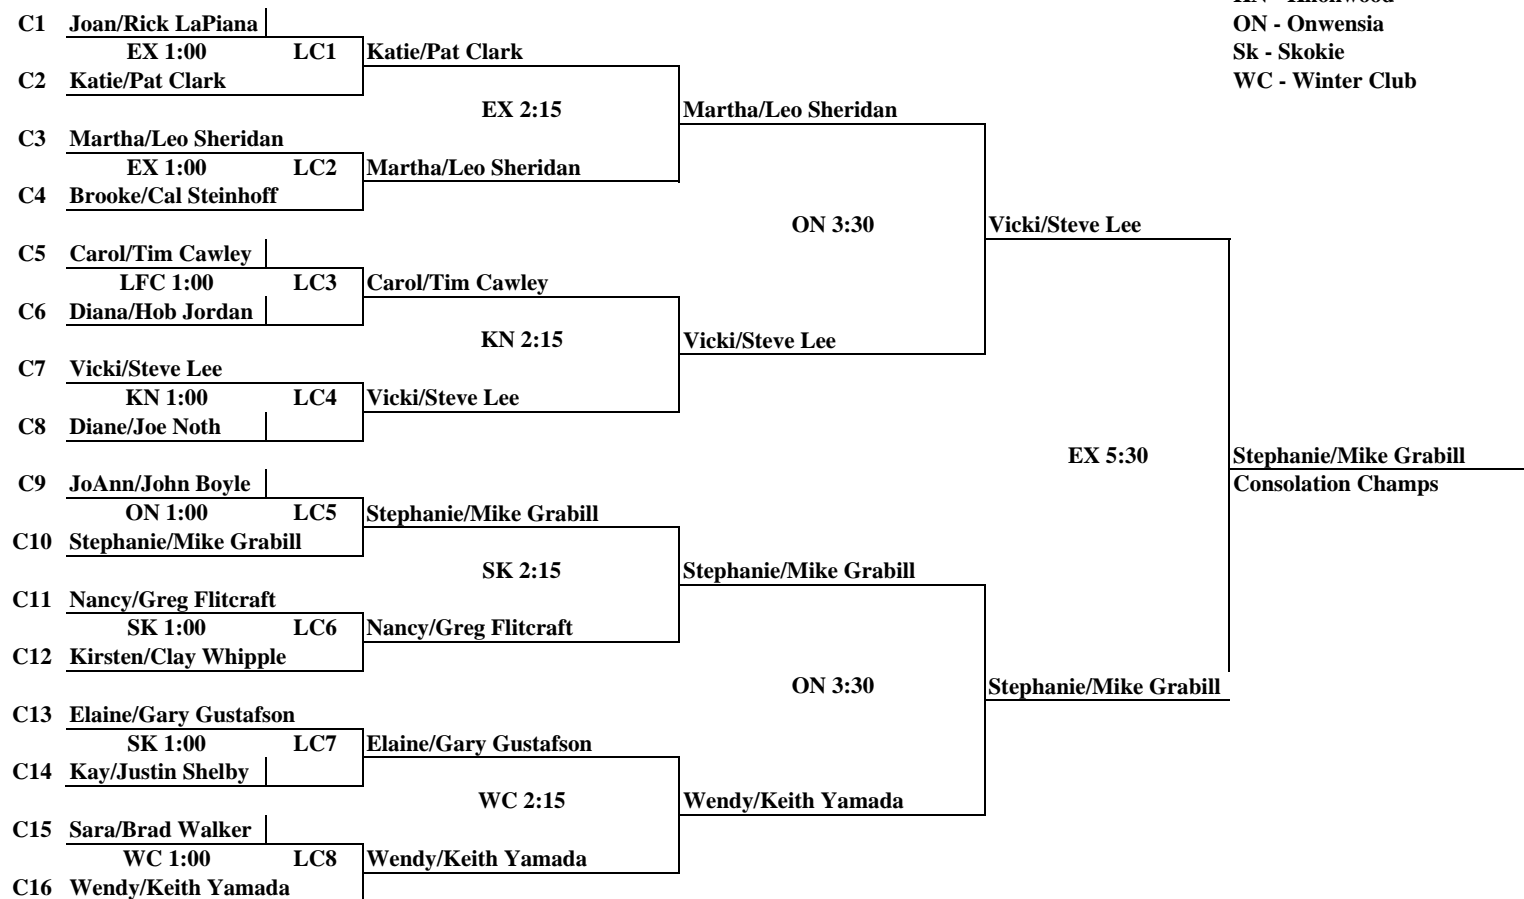 C1 Joan/Rick LaPiana
ON - Onwensia
EX 1:00 LC1 Katie/Pat Clark
Sk - Skokie
C2 Katie/Pat Clark
WC - Winter Club
EX 2:15 Martha/Leo Sheridan
C3 Martha/Leo Sheridan
EX 1:00 LC2 Martha/Leo Sheridan
C4 Brooke/Cal Steinhoff
ON 3:30 Vicki/Steve Lee
C5 Carol/Tim Cawley
LFC 1:00 LC3 Carol/Tim Cawley
C6 Diana/Hob Jordan
KN 2:15 Vicki/Steve Lee
C7 Vicki/Steve Lee
KN 1:00 LC4 Vicki/Steve Lee
C8 Diane/Joe Noth
EX 5:30 Stephanie/Mike Grabill
C9 JoAnn/John Boyle
Consolation Champs
ON 1:00 LC5 Stephanie/Mike Grabill
C10 Stephanie/Mike Grabill
SK 2:15 Stephanie/Mike Grabill
C11 Nancy/Greg Flitcraft
SK 1:00 LC6 Nancy/Greg Flitcraft
C12 Kirsten/Clay Whipple
ON 3:30 Stephanie/Mike Grabill
C13 Elaine/Gary Gustafson
SK 1:00 LC7 Elaine/Gary Gustafson
C14 Kay/Justin Shelby
WC 2:15 Wendy/Keith Yamada
C15 Sara/Brad Walker
WC 1:00 LC8 Wendy/Keith Yamada
C16 Wendy/Keith Yamada